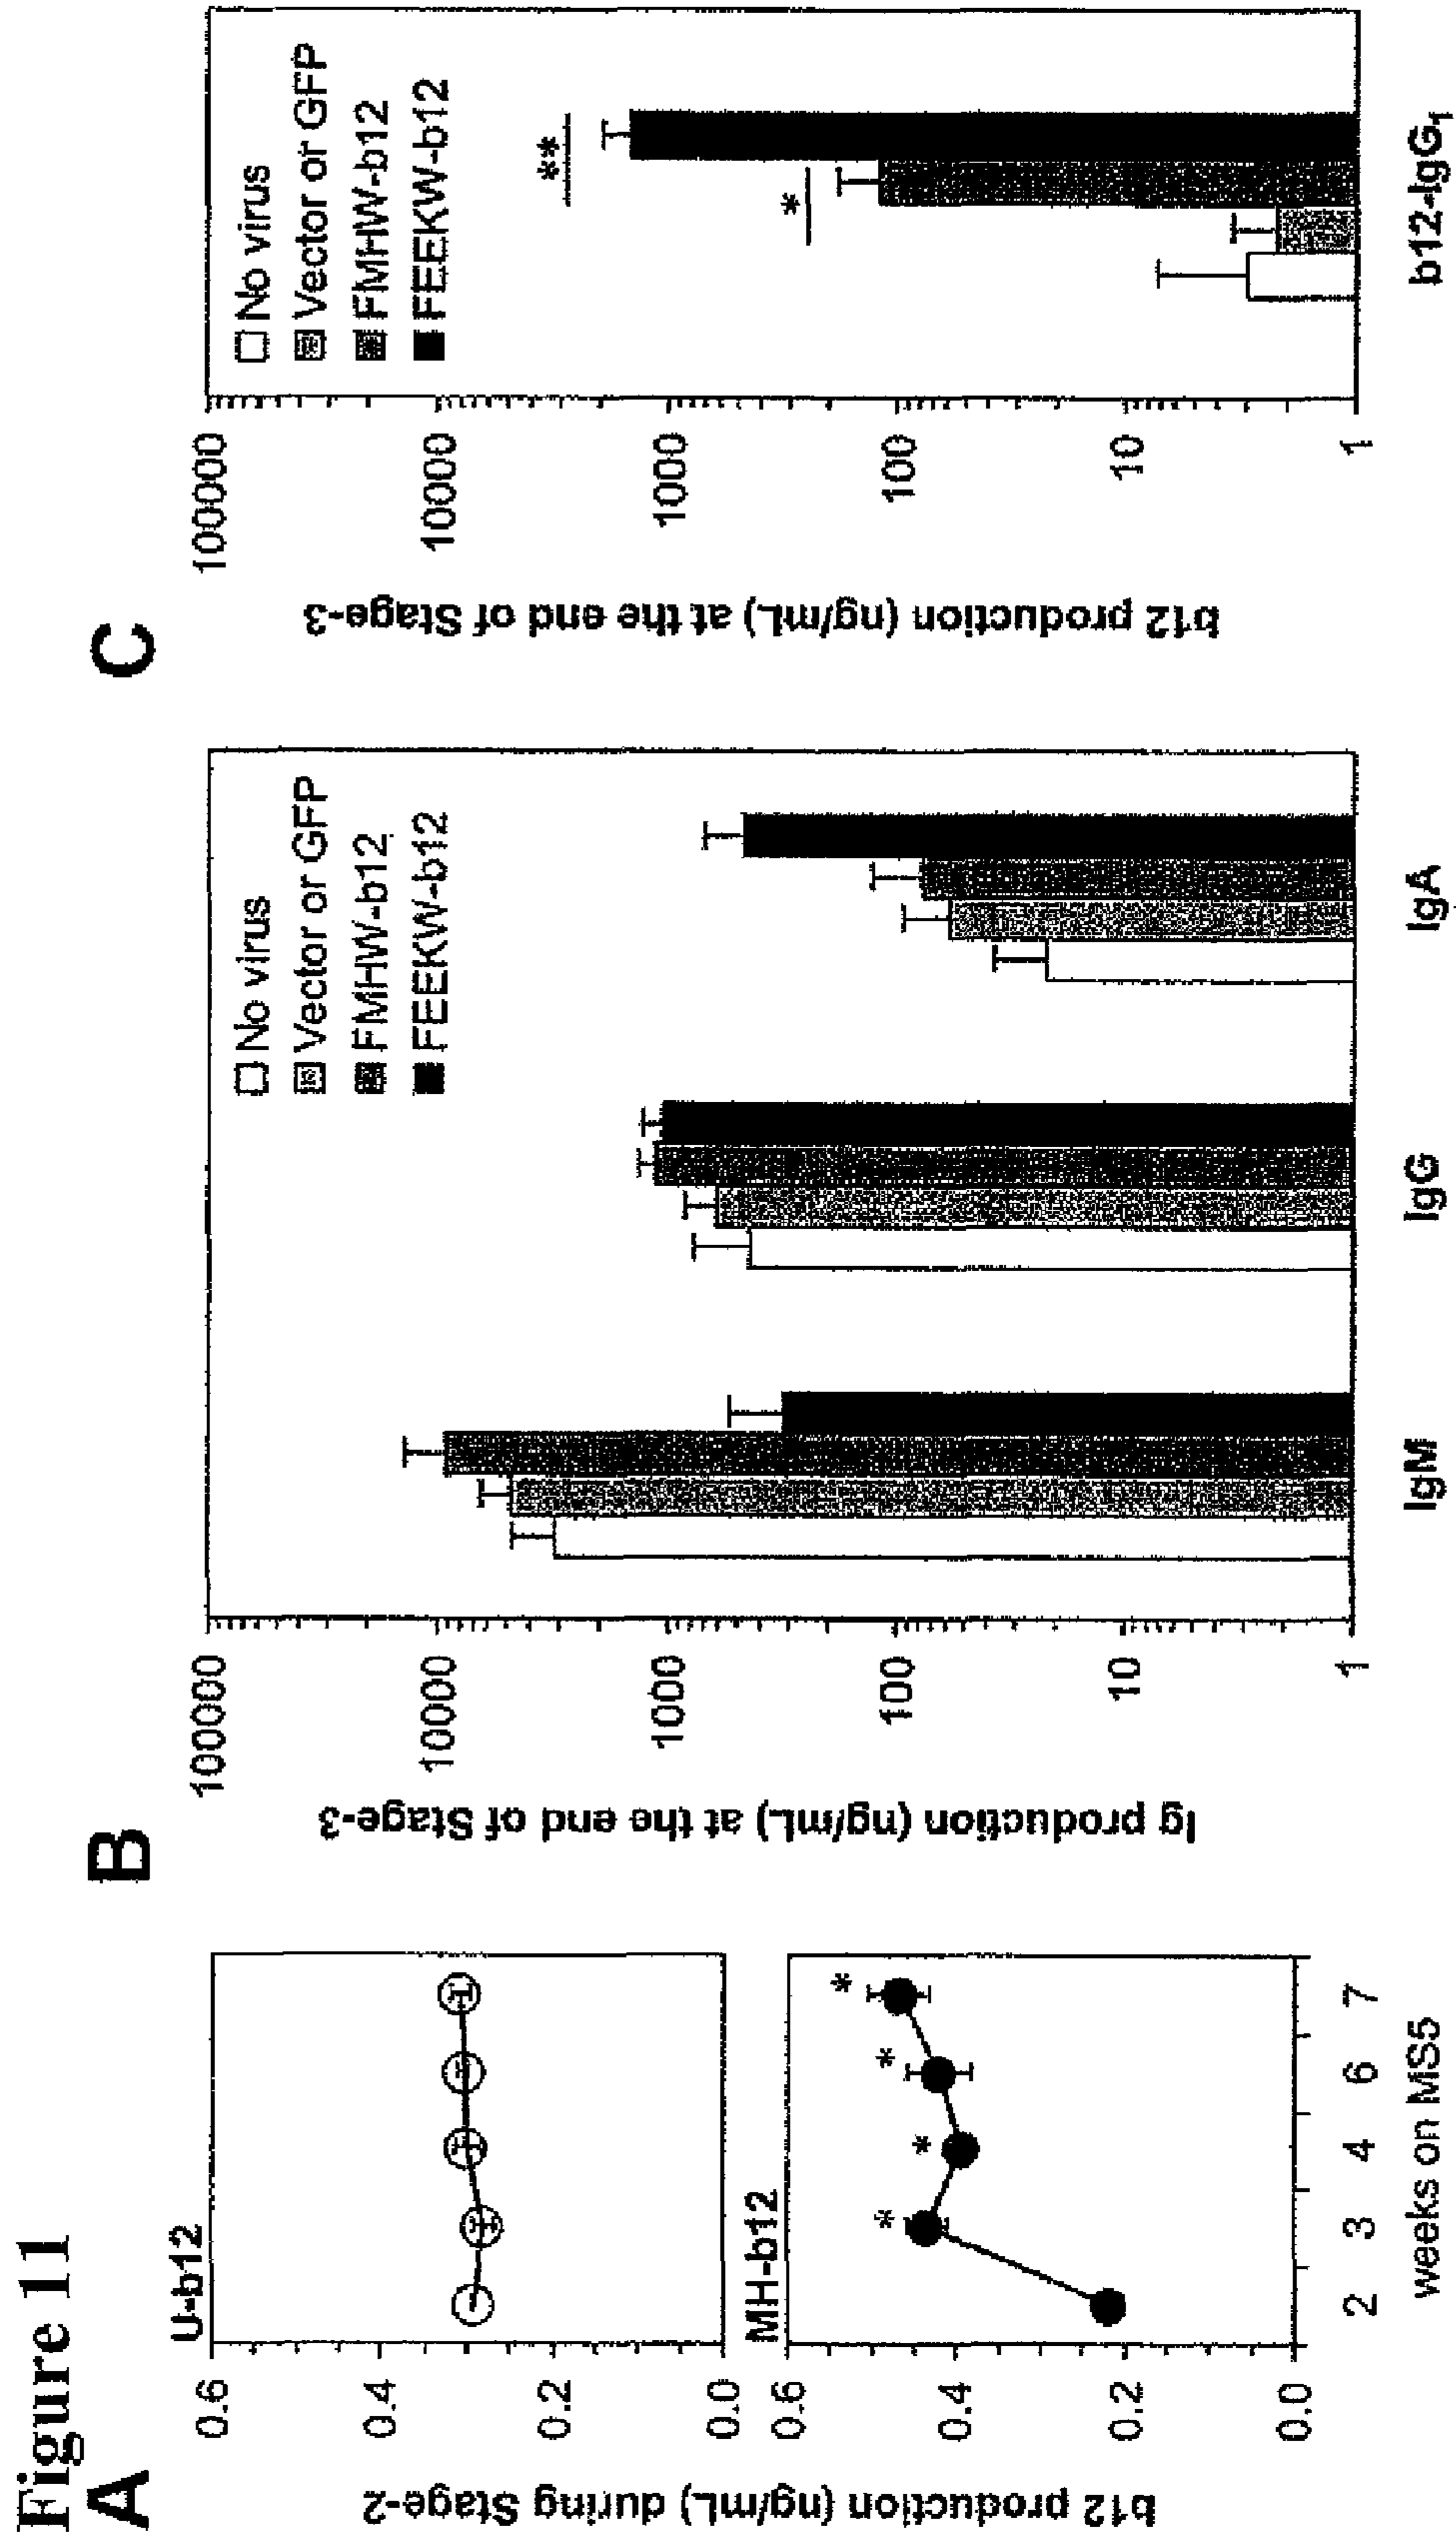 Figure 11
A
b12 production (ng/mL) during Stage-2
U-b12
0.6
0.4
0.2
0.0
MH-b12
0.6
0.4
0.2
0.0
*
*
*
*
2 3 4 6 7
weeks on MS5
B
Ig production (ng/mL) at the end of Stage-3
100000
10000
1000
100
10
1
No virus
Vector or GFP
FMHW-b12
FEEKW-b12
IgM IgG IgA
C
b12 production (ng/mL) at the end of Stage-3
100000
10000
1000
100
10
1
No virus
Vector or GFP
FMHW-b12
FEEKW-b12
**
*
b12-IgG1